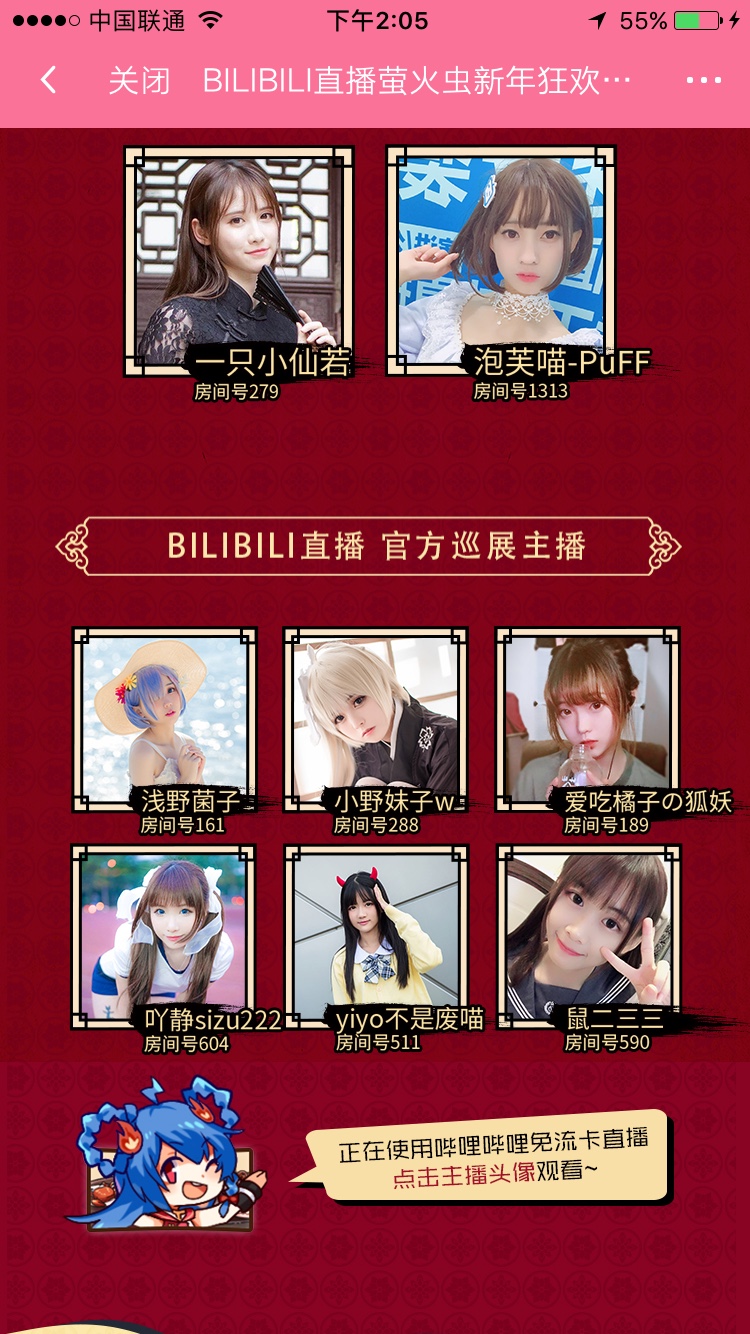 中国联通 下午2:05 55%
关闭 BILIBILI直播萤火虫新年狂欢…
一只小仙若 泡芙喵-PuFF
房间号279 房间号1313
BILIBILI直播 官方巡展主播
浅野菌子 小野妹子w 爱吃橘子の狐妖
房间号161 房间号288 房间号189
吖静sizu222 yiyo不是废喵 鼠二三三
房间号604 房间号511 房间号590
正在使用哔哩哔哩免流卡直播
点击主播头像观看~